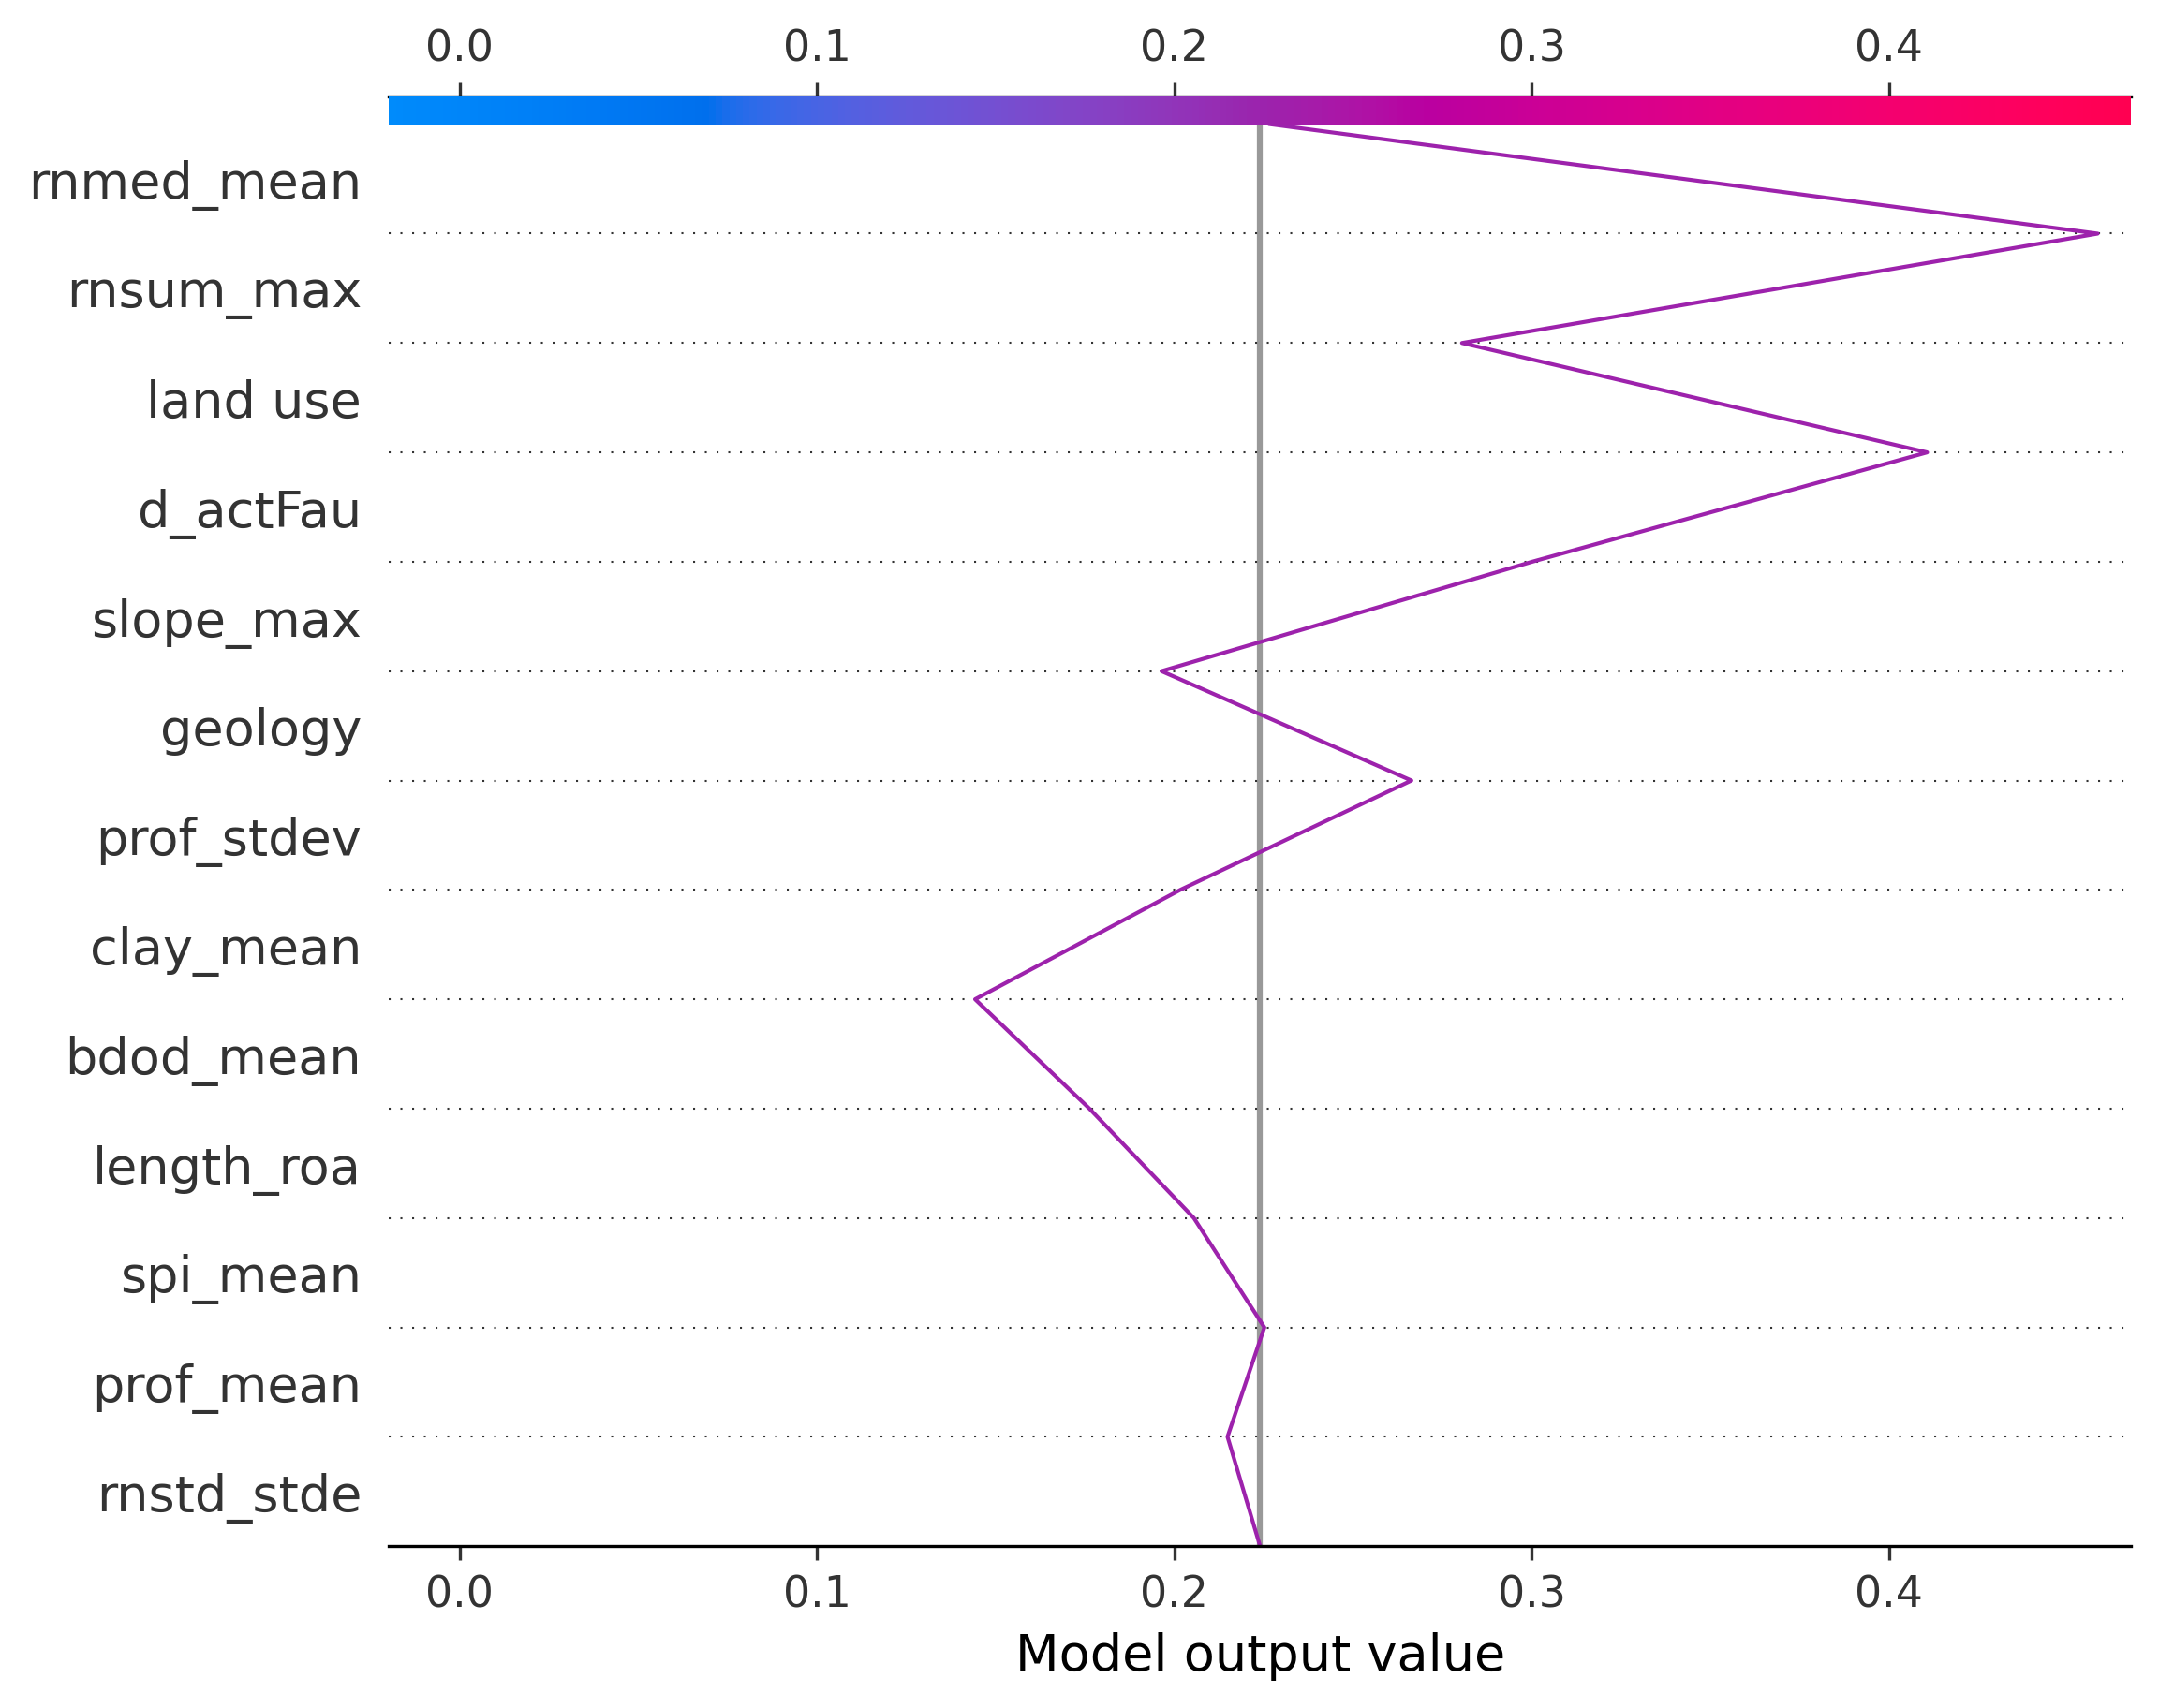 0.0 0.1 0.2 0.3 0.4
rnmed_mean
rnsum_max
land use
d_actFau
slope_max
geology
prof_stdev
clay_mean
bdod_mean
length_roa
spi_mean
prof_mean
rnstd_stde
0.0 0.1 0.2 0.3 0.4
Model output value